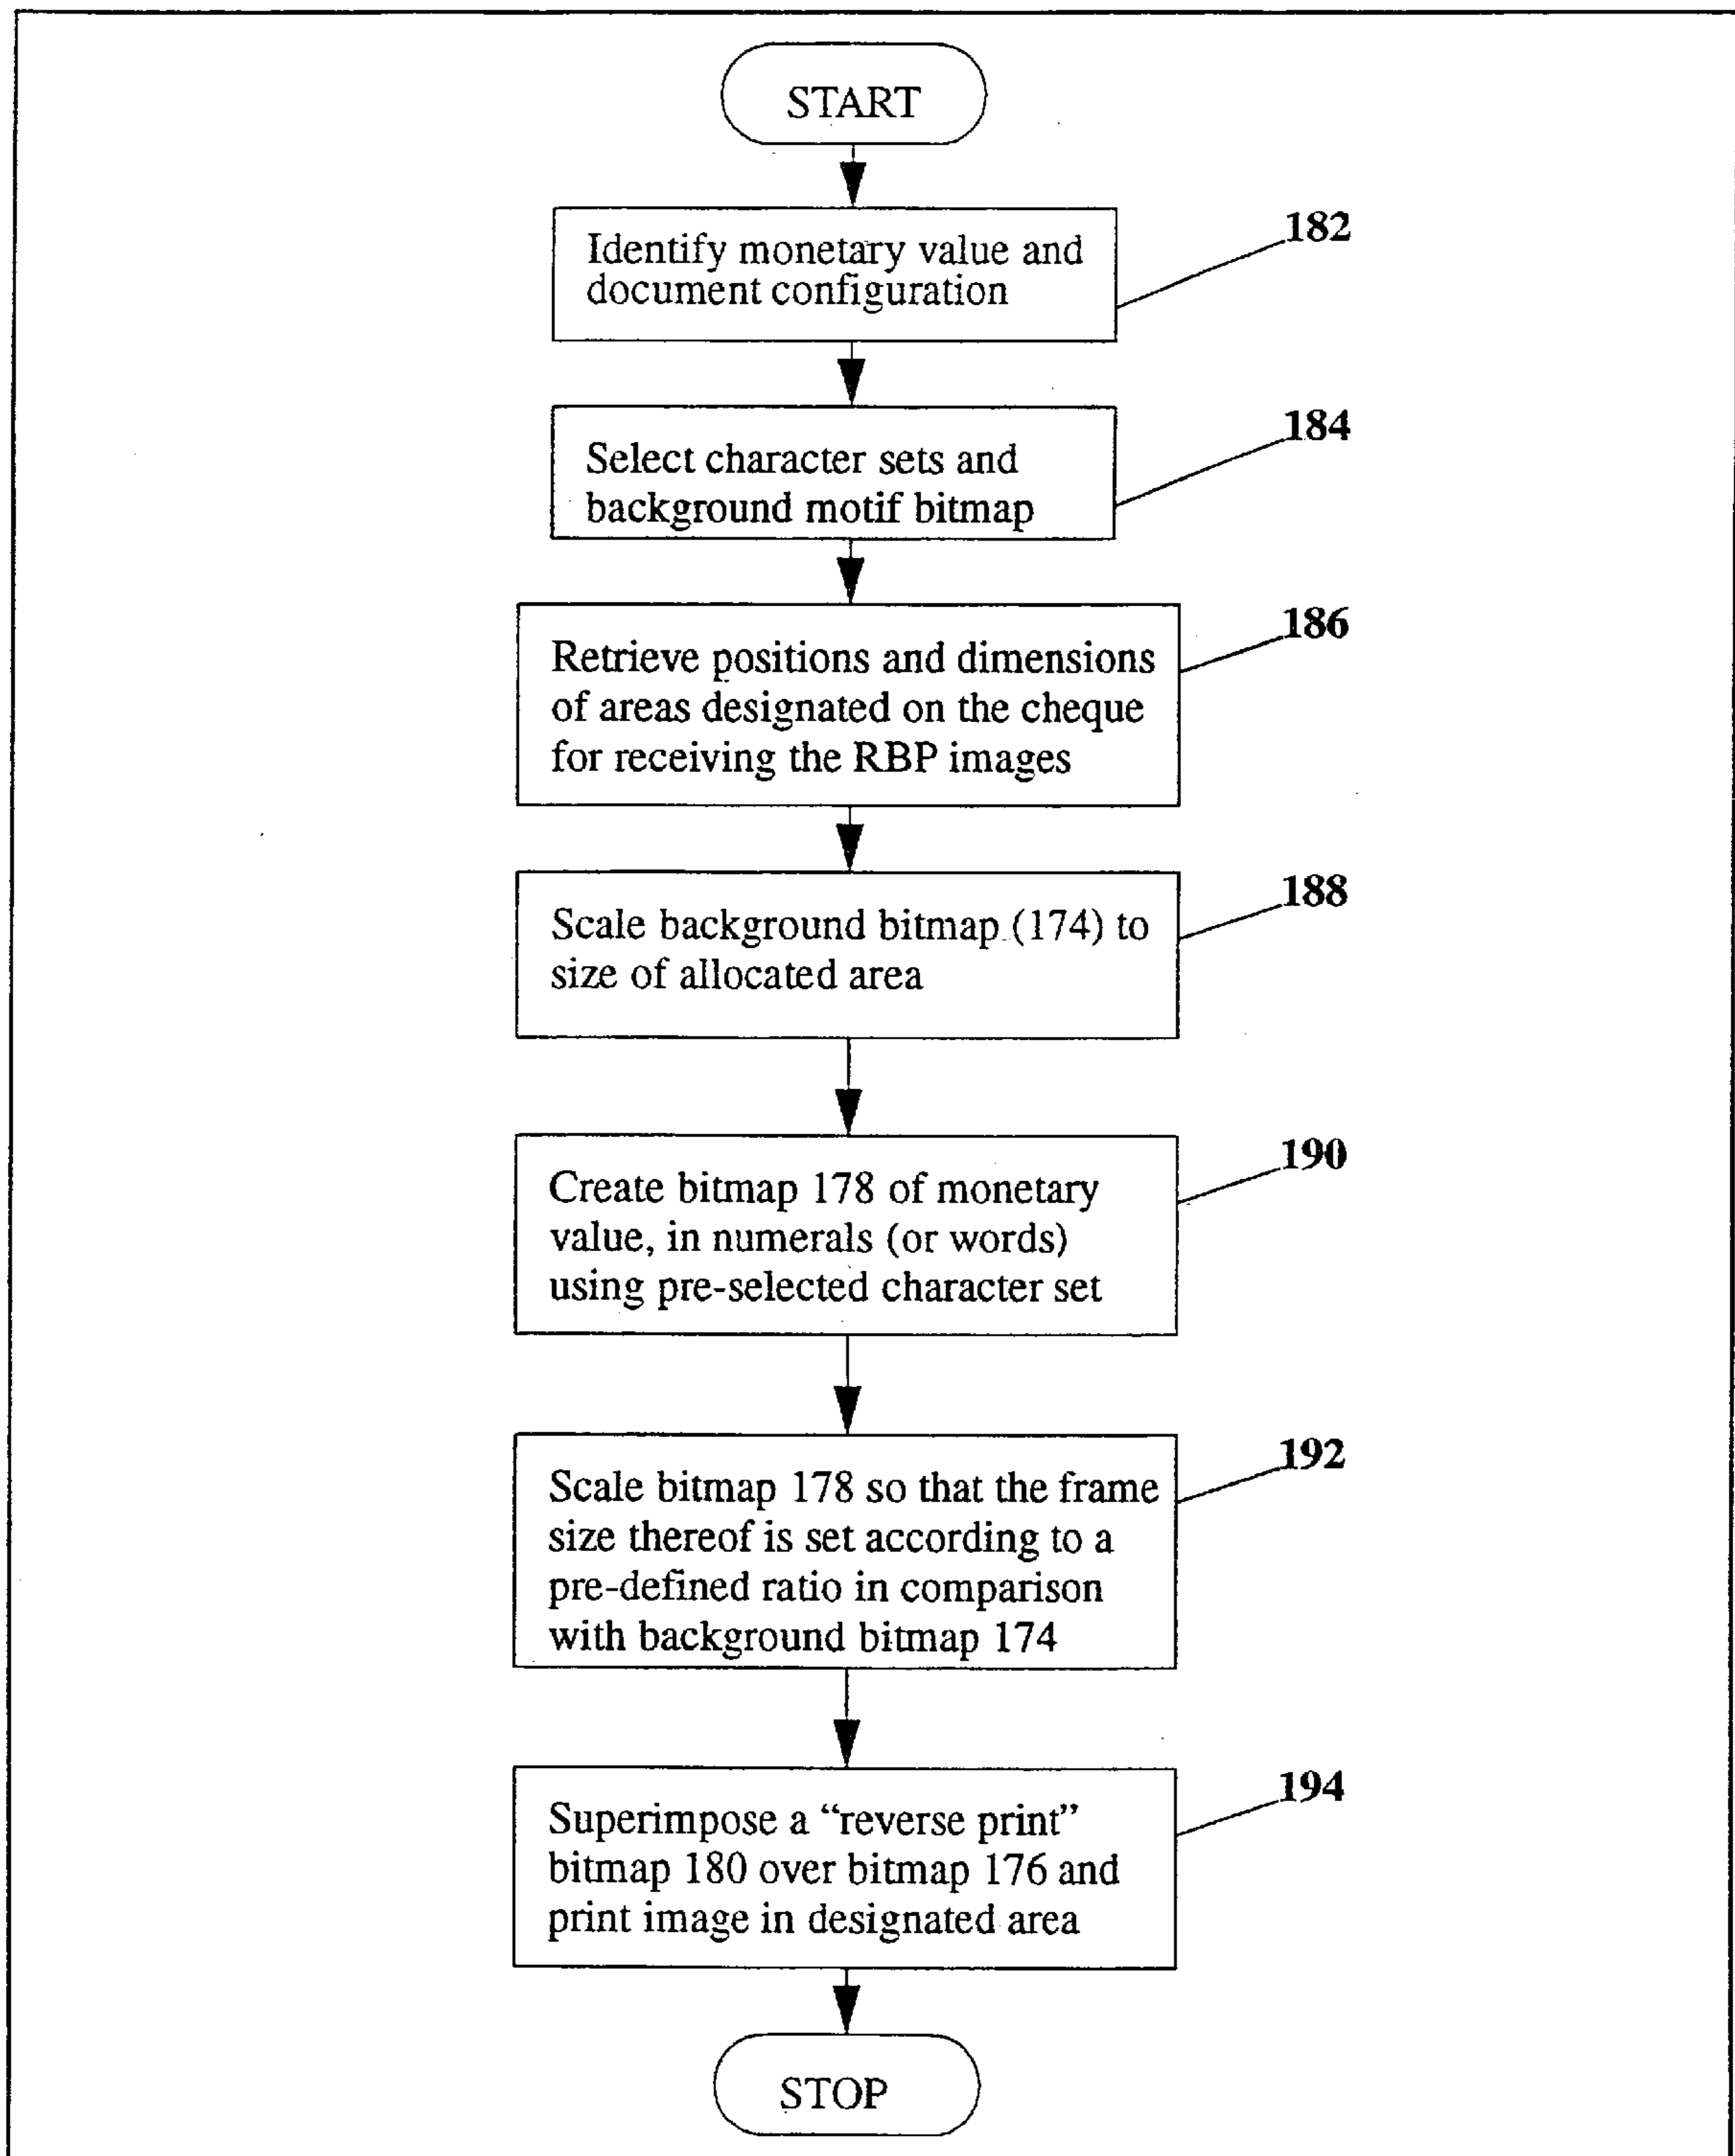 START
182
Identify monetary value and
document configuration
184
Select character sets and
background motif bitmap
186
Retrieve positions and dimensions
of areas designated on the cheque
for receiving the RBP images
188
Scale background bitmap (174) to
size of allocated area
190
Create bitmap 178 of monetary
value, in numerals (or words)
using pre-selected character set
192
Scale bitmap 178 so that the frame
size thereof is set according to a
pre-defined ratio in comparison
with background bitmap 174
194
Superimpose a “reverse print”
bitmap 180 over bitmap 176 and
print image in designated area
STOP